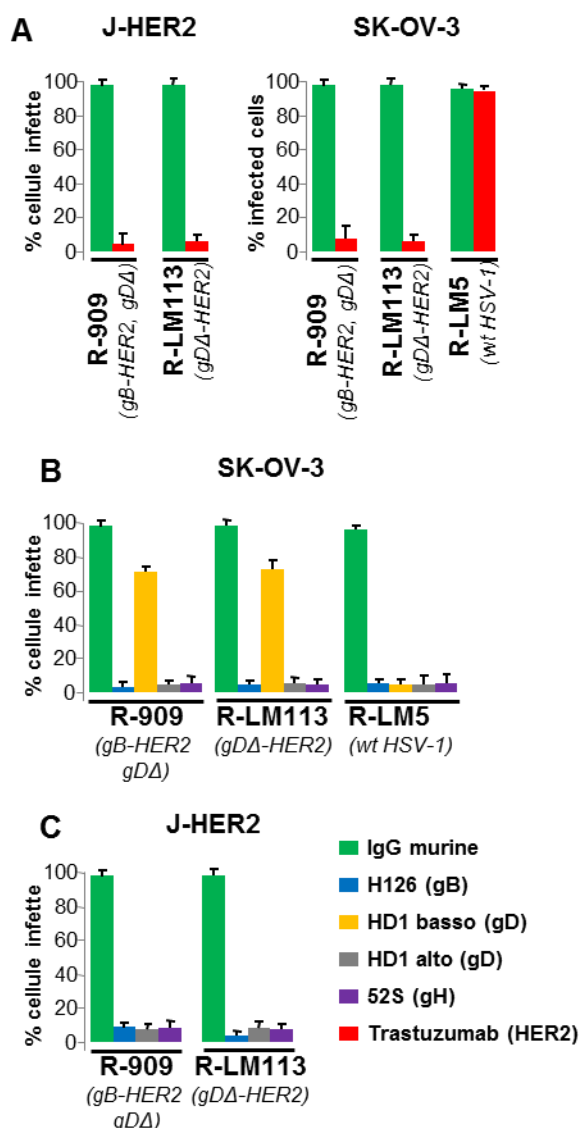 A
J-HER2
SK-OV-3
% cellule infette
100
80
60
40
20
0
R-909
(gB-HER2, gDΔ)
R-LM113
(gDΔ-HER2)
% infected cells
100
80
60
40
20
0
R-909
(gB-HER2, gDΔ)
R-LM113
(gDΔ-HER2)
R-LM5
(wt HSV-1)
B
SK-OV-3
% cellule infette
100
80
60
40
20
0
R-909
(gB-HER2
gDΔ)
R-LM113
(gDΔ-HER2)
R-LM5
(wt HSV-1)
C
J-HER2
% cellule infette
100
80
60
40
20
0
R-909
(gB-HER2
gDΔ)
R-LM113
(gDΔ-HER2)
IgG murine
H126 (gB)
HD1 basso (gD)
HD1 alto (gD)
52S (gH)
Trastuzumab (HER2)